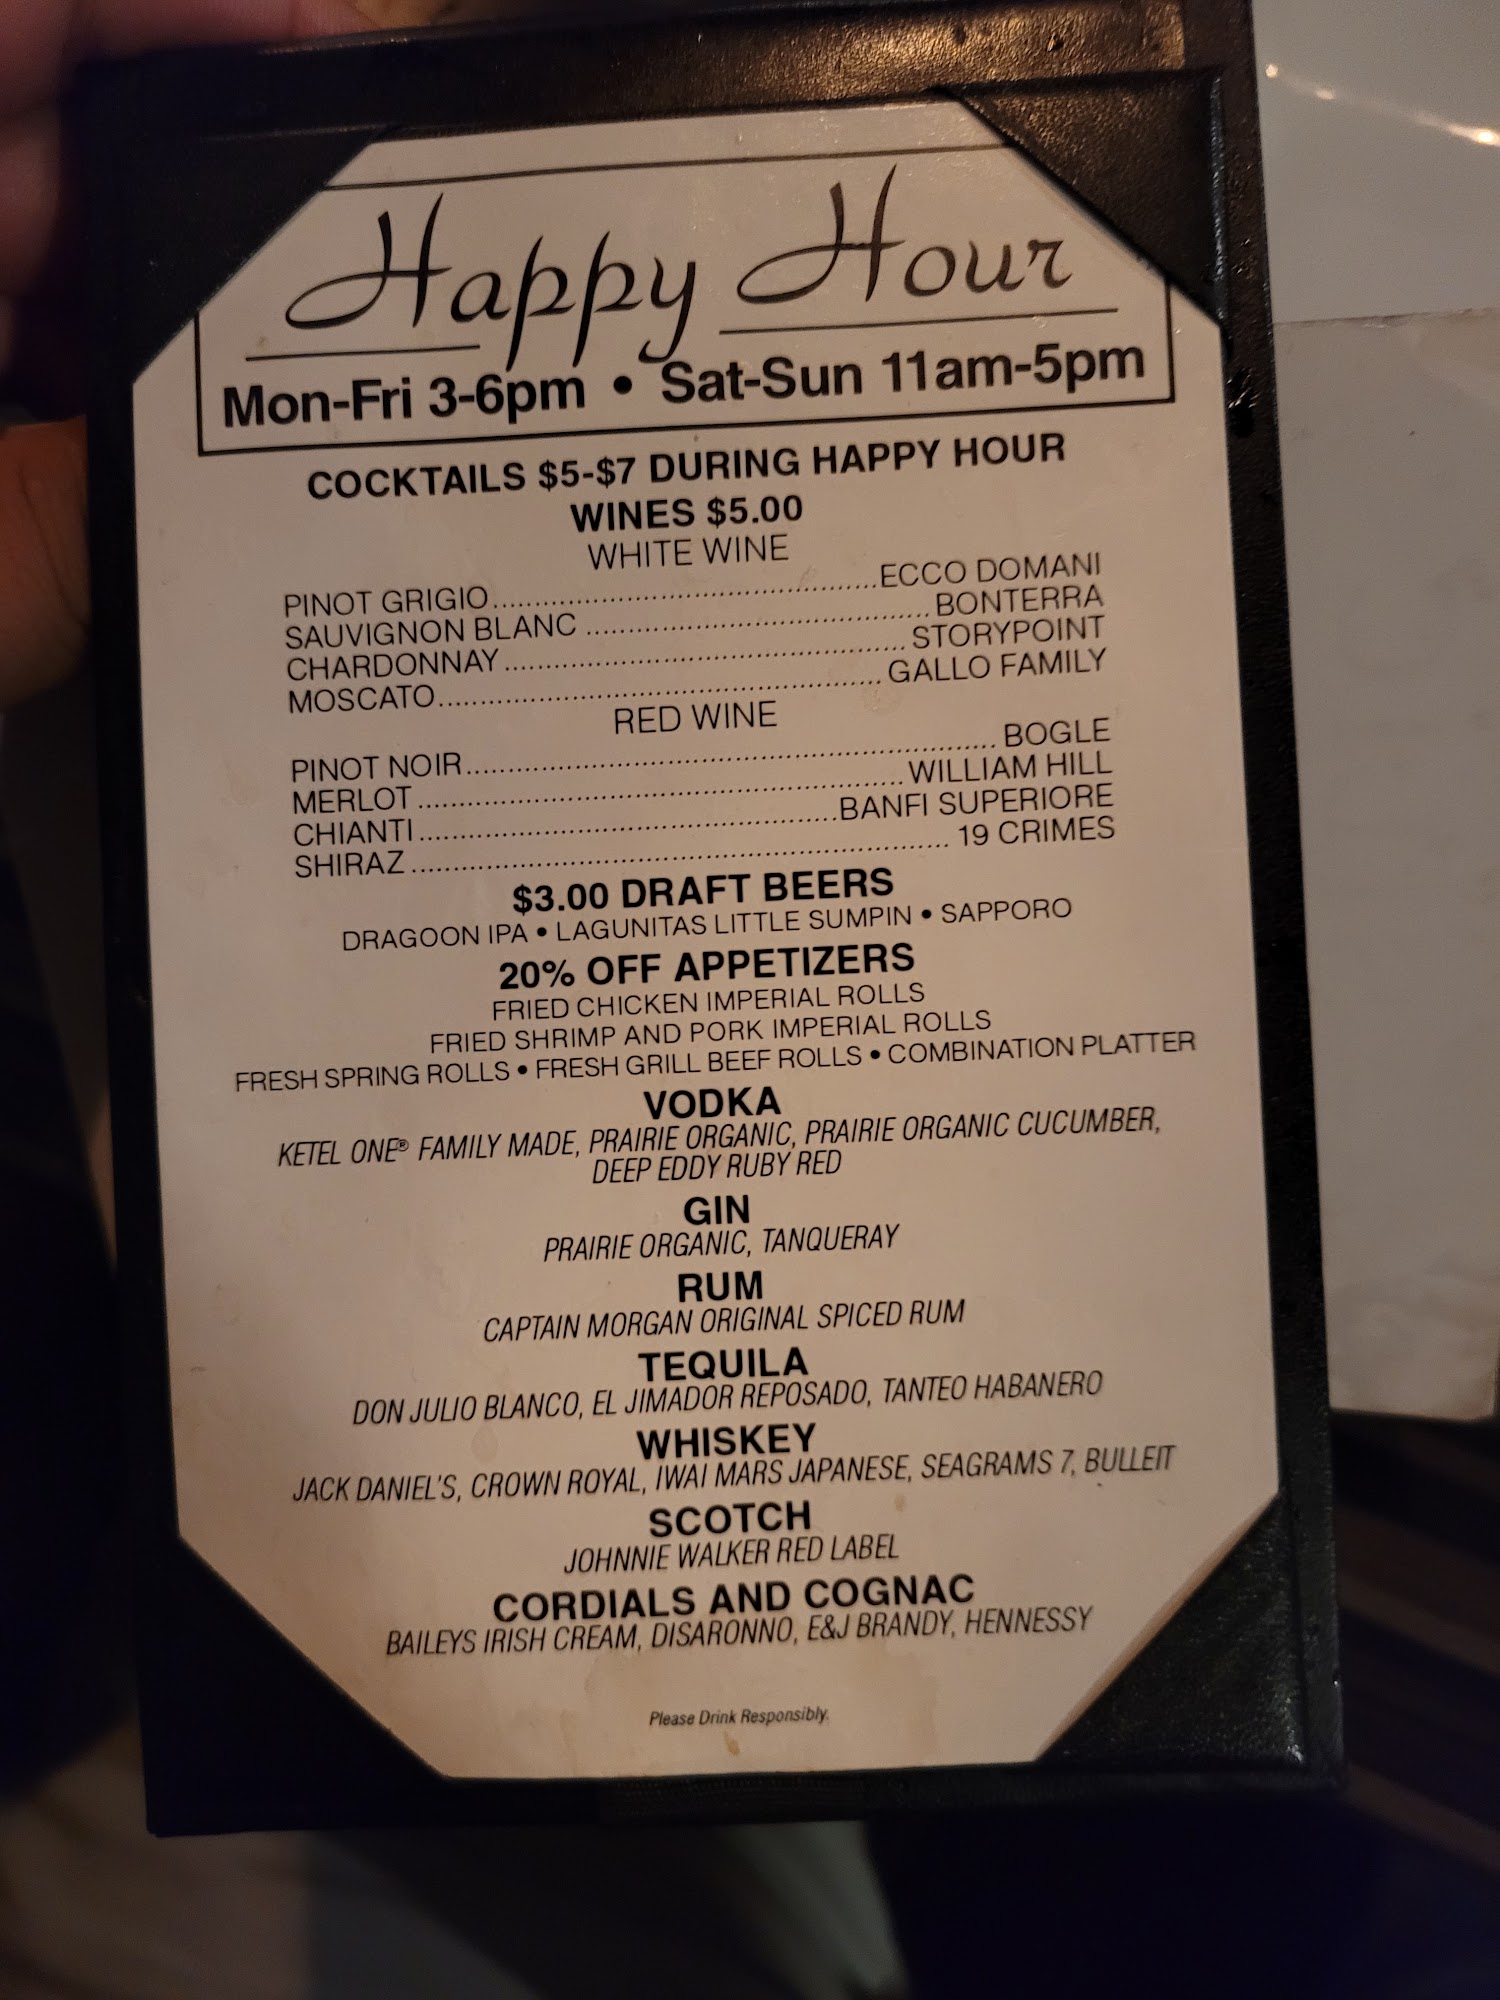 Happy Hour
Mon-Fri 3-6pm • Sat-Sun 11am-5pm
COCKTAILS $5-$7 DURING HAPPY HOUR
WINES $5.00
WHITE WINE
PINOT GRIGIO..........ECCO DOMANI
SAUVIGNON BLANC..........BONTERRA
CHARDONNAY..........STORYPOINT
MOSCATO..........GALLO FAMILY
RED WINE
PINOT NOIR..........BOGLE
MERLOT..........WILLIAM HILL
CHIANTI..........BANFI SUPERIORE
SHIRAZ..........19 CRIMES
$3.00 DRAFT BEERS
DRAGOON IPA • LAGUNITAS LITTLE SUMPIN • SAPPORO
20% OFF APPETIZERS
FRIED CHICKEN IMPERIAL ROLLS
FRIED SHRIMP AND PORK IMPERIAL ROLLS
FRESH SPRING ROLLS • FRESH GRILL BEEF ROLLS • COMBINATION PLATTER
VODKA
KETEL ONE® FAMILY MADE, PRAIRIE ORGANIC, PRAIRIE ORGANIC CUCUMBER,
DEEP EDDY RUBY RED
GIN
PRAIRIE ORGANIC, TANQUERAY
RUM
CAPTAIN MORGAN ORIGINAL SPICED RUM
TEQUILA
DON JULIO BLANCO, EL JIMADOR REPOSADO, TANTEO HABANERO
WHISKEY
JACK DANIEL'S, CROWN ROYAL, IWAI MARS JAPANESE, SEAGRAMS 7, BULLEIT
SCOTCH
JOHNNIE WALKER RED LABEL
CORDIALS AND COGNAC
BAILEYS IRISH CREAM, DISARONNO, E&J BRANDY, HENNESSY
Please Drink Responsibly.